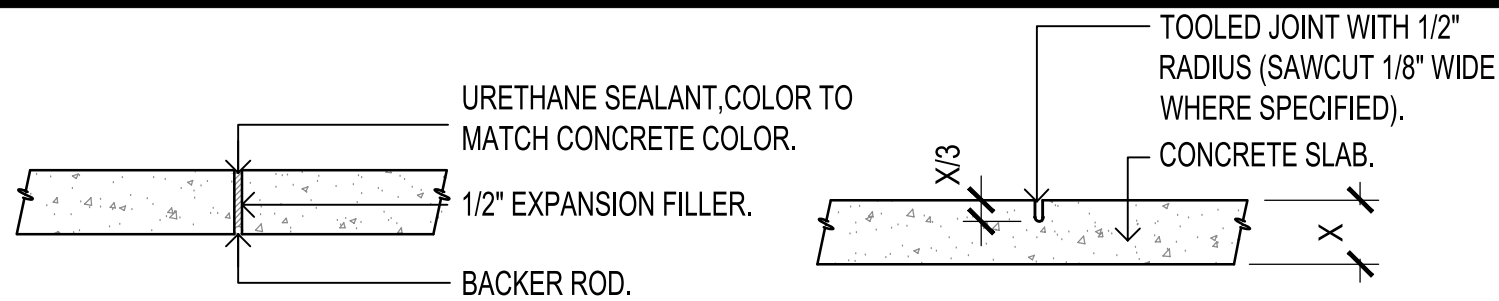 URETHANE SEALANT,COLOR TO
MATCH CONCRETE COLOR.
1/2" EXPANSION FILLER.
BACKER ROD.
TOOLED JOINT WITH 1/2"
RADIUS (SAWCUT 1/8" WIDE
WHERE SPECIFIED).
CONCRETE SLAB.
X/3
X